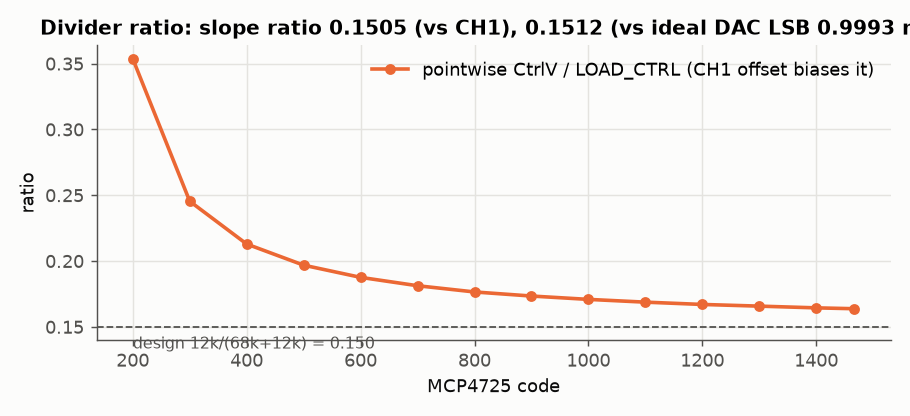 Divider ratio: slope ratio 0.1505 (vs CH1), 0.1512 (vs ideal DAC LSB 0.9993
pointwise CtrlV / LOAD_CTRL (CH1 offset biases it)
ratio
0.35
0.30
0.25
0.20
0.15
design 12k/(68k+12k) = 0.150
200 400 600 800 1000 1200 1400
MCP4725 code